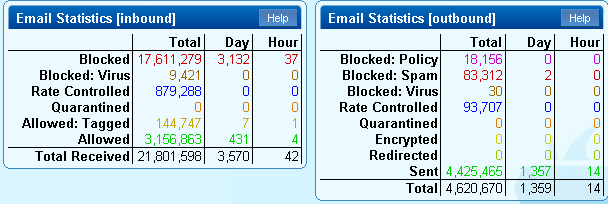 Email Statistics [inbound] Help
Total Day Hour
Blocked 17,611,279 3,132 37
Blocked: Virus 9,421 0 0
Rate Controlled 879,288 0 0
Quarantined 0 0 0
Allowed: Tagged 144,747 7 1
Allowed 3,156,863 431 4
Total Received 21,801,598 3,570 42
Email Statistics [outbound] Help
Total Day Hour
Blocked: Policy 18,156 0 0
Blocked: Spam 83,312 2 0
Blocked: Virus 30 0 0
Rate Controlled 93,707 0 0
Quarantined 0 0 0
Encrypted 0 0 0
Redirected 0 0 0
Sent 4,425,465 1,357 14
Total 4,620,670 1,359 14